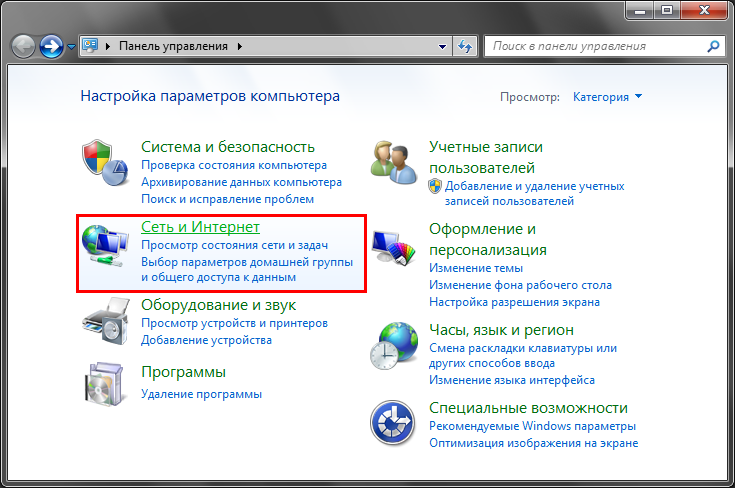 Панель управления
Поиск в панели управления
Настройка параметров компьютера
Просмотр:
Категория
Система и безопасность
Проверка состояния компьютера
Архивирование данных компьютера
Поиск и исправление проблем
Сеть и Интернет
Просмотр состояния сети и задач
Выбор параметров домашней группы
и общего доступа к данным
Оборудование и звук
Просмотр устройств и принтеров
Добавление устройства
Программы
Удаление программы
Учетные записи
пользователей
Добавление и удаление учетных
записей пользователей
Оформление и
персонализация
Изменение темы
Изменение фона рабочего стола
Настройка разрешения экрана
Часы, язык и регион
Смена раскладки клавиатуры или
других способов ввода
Изменение языка интерфейса
Специальные возможности
Рекомендуемые Windows параметры
Оптимизация изображения на экране